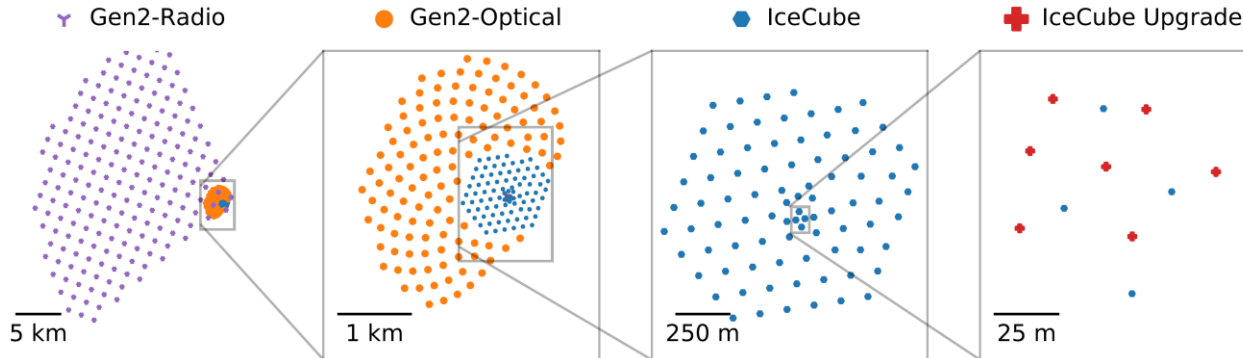 Gen2-Radio
Gen2-Optical
IceCube
IceCube Upgrade
5 km
1 km
250 m
25 m